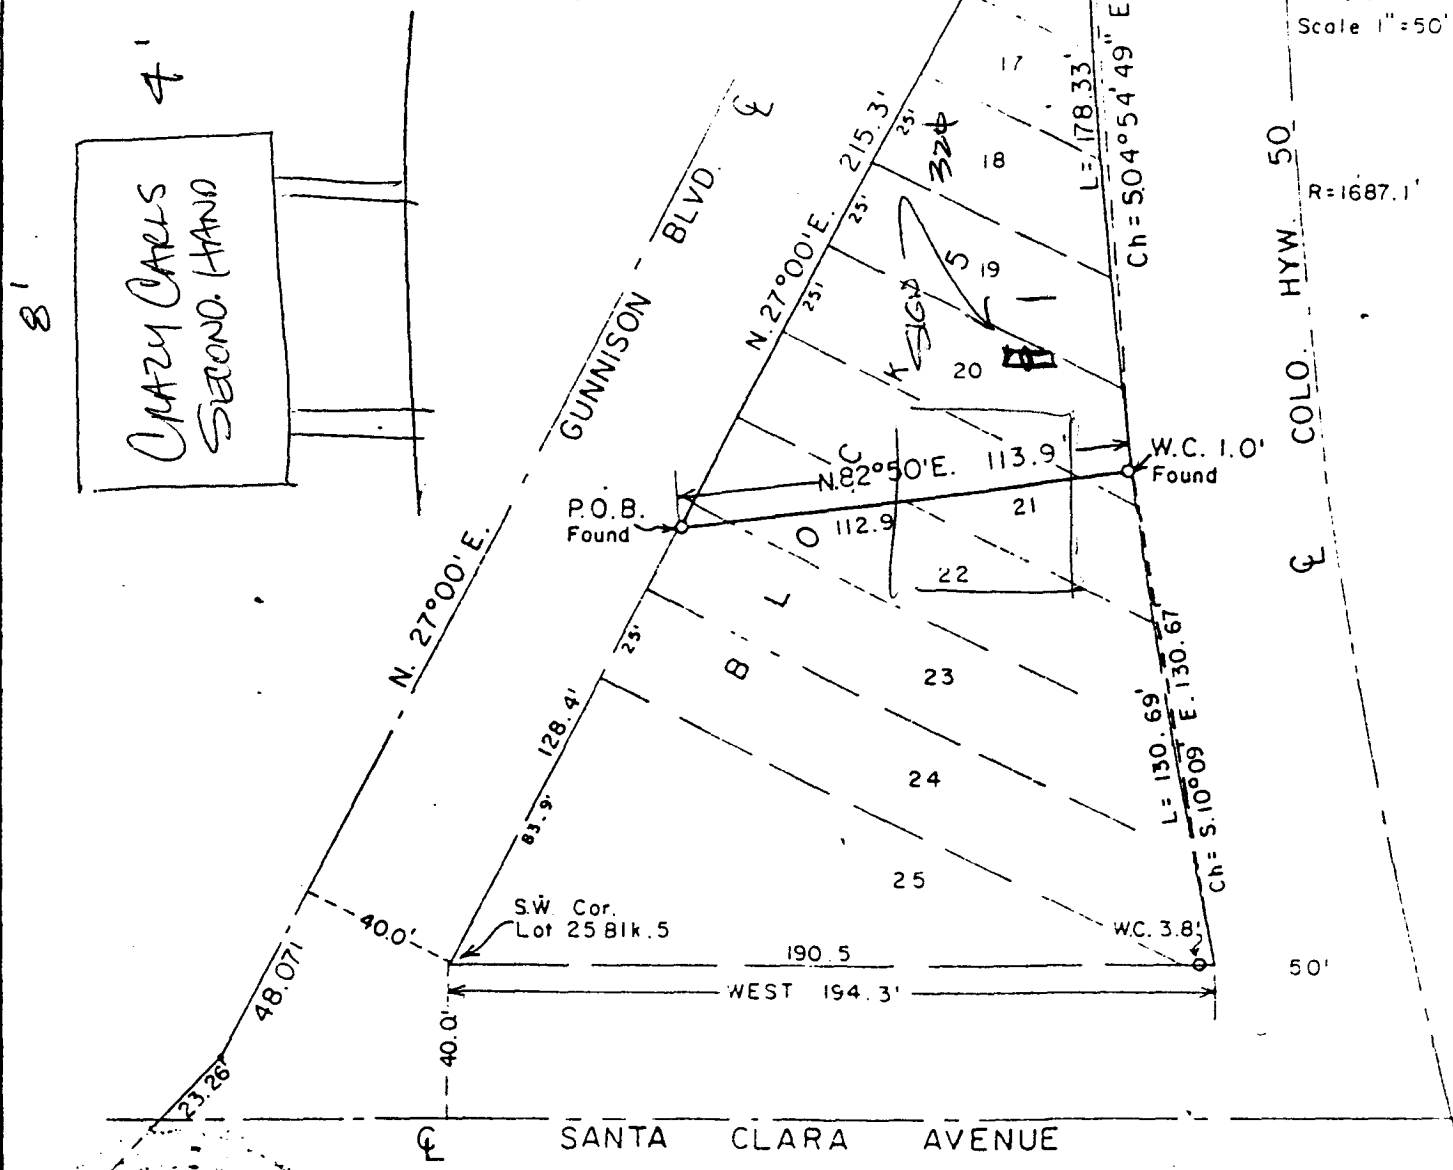 Scale 1"=50'
4'
8'
CRAZY CARLS
SECOND. HAND
℄
GUNNISON BLVD.
N. 27°00'E.
215.3'
25'
25'
25'
N. 27°00'E.
32¢
SIGN
17
18
19
20
21
22
23
24
25
BLOCK 5
L= 178.33'
Ch = S04°54'49" E
COLO. HYW. 50
R=1687.1'
℄
N.82°50'E. 113.9'
112.9
W.C. 1.0'
Found
P.O.B.
Found
25'
128.4'
83.9'
L= 130.69'
Ch= S.10°09' E. 130.67'
S.W. Cor.
Lot 25 Blk. 5
40.0'
48.071
23.26'
190.5
WEST 194.3'
W.C. 3.8'
50'
40.0'
℄ SANTA CLARA AVENUE